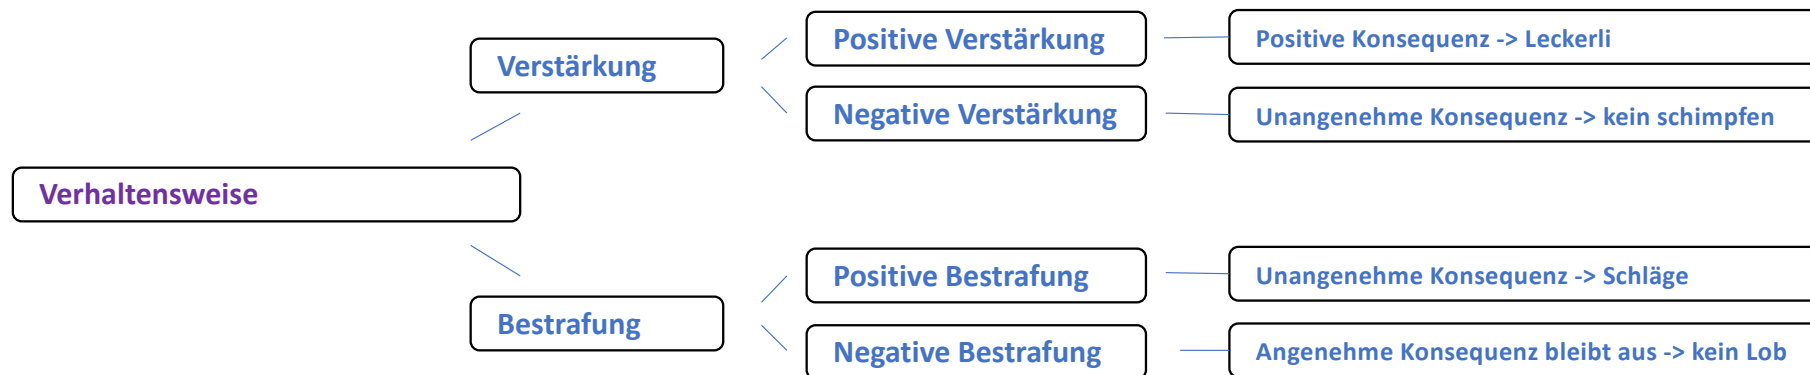 Verhaltensweise
Verstärkung
Positive Verstärkung
Positive Konsequenz -> Leckerli
Negative Verstärkung
Unangenehme Konsequenz -> kein schimpfen
Bestrafung
Positive Bestrafung
Unangenehme Konsequenz -> Schläge
Negative Bestrafung
Angenehme Konsequenz bleibt aus -> kein Lob